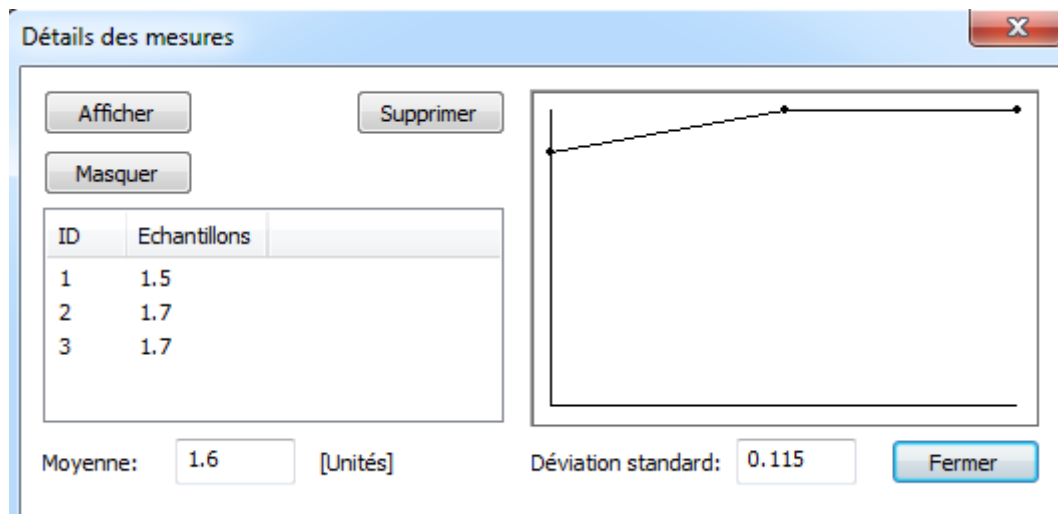 Détails des mesures
Afficher
Supprimer
Masquer
ID Echantillons
1 1.5
2 1.7
3 1.7
Moyenne: 1.6 [Unités]
Déviation standard: 0.115
Fermer